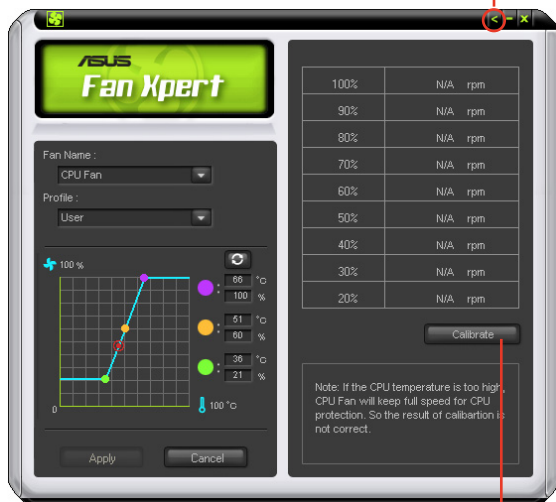 < - x
ASUS
Fan Xpert
Fan Name :
CPU Fan
Profile :
User
100 %
66 °C
100 %
51 °C
60 %
36 °C
21 %
0
100 °C
Apply Cancel
100% N/A rpm
90% N/A rpm
80% N/A rpm
70% N/A rpm
60% N/A rpm
50% N/A rpm
40% N/A rpm
30% N/A rpm
20% N/A rpm
Calibrate
Note: If the CPU temperature is too high,
CPU Fan will keep full speed for CPU
protection. So the result of calibartion is
not correct.